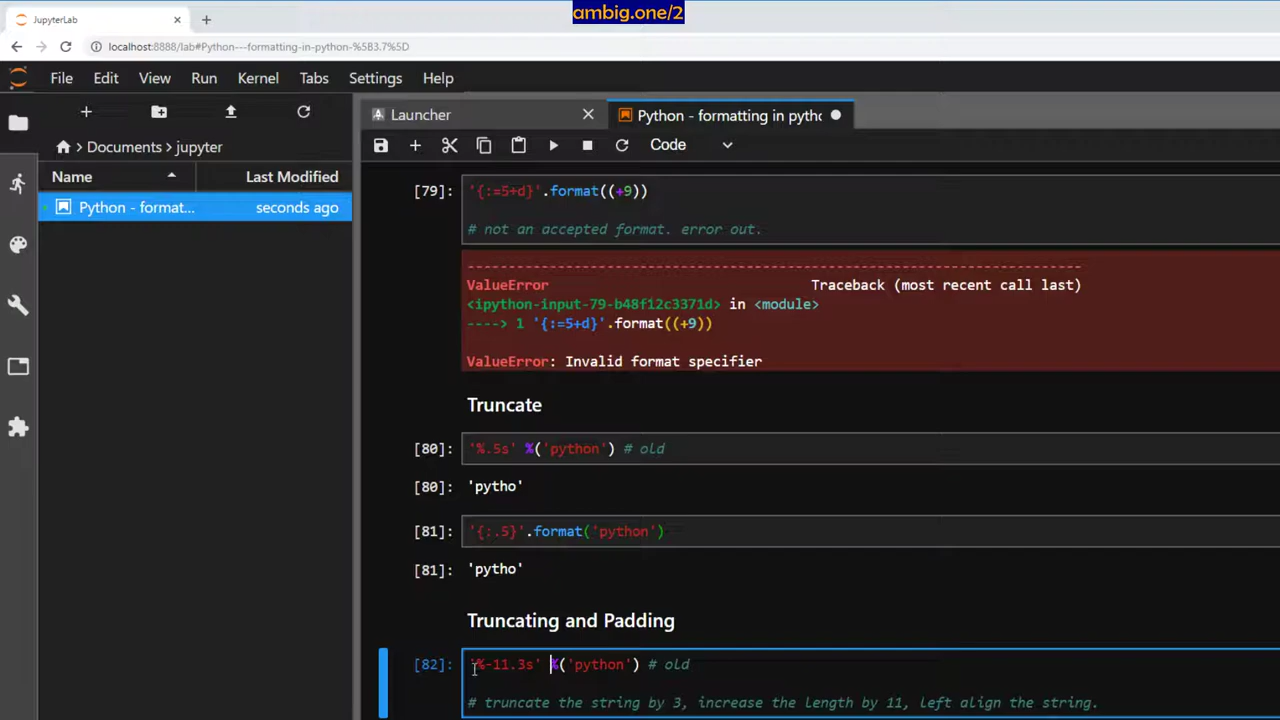 ambig.one/2
JupyterLab
localhost:8888/lab#Python---formatting-in-python-%5B3.7%5D
File Edit View Run Kernel Tabs Settings Help
Launcher Python - formatting in pythc
Documents > jupyter
Code
Name Last Modified
Python - format... seconds ago
[79]: '{:=5+d}'.format((+9))
# not an accepted format. error out.
---------------------------------------------------------------------------
ValueError Traceback (most recent call last)
<ipython-input-79-b48f12c3371d> in <module>
----> 1 '{:=5+d}'.format((+9))
ValueError: Invalid format specifier
Truncate
[80]: '%.5s' %('python') # old
[80]: 'pytho'
[81]: '{:.5}'.format('python')
[81]: 'pytho'
Truncating and Padding
[82]: '%-11.3s' %('python') # old
# truncate the string by 3, increase the length by 11, left align the string.